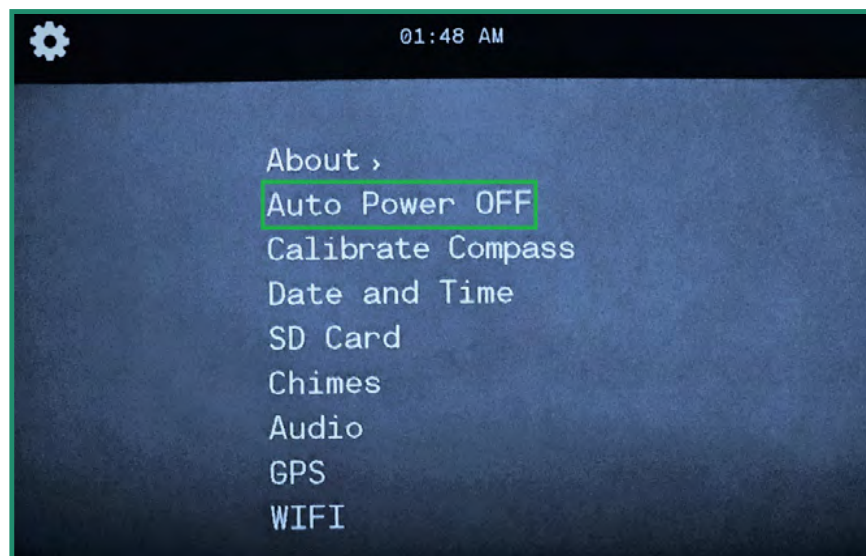 01:48 AM
About ›
Auto Power OFF
Calibrate Compass
Date and Time
SD Card
Chimes
Audio
GPS
WIFI